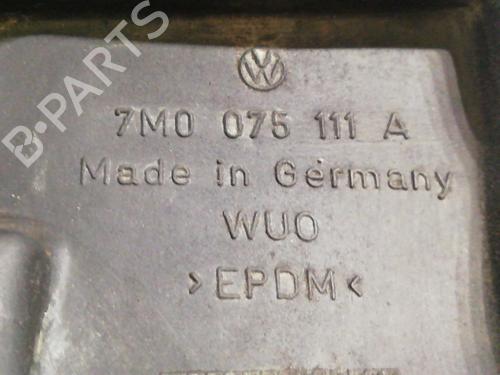 7M0 075 111 A
Made in Germany
WUO
>EPDM<
B-PARTS